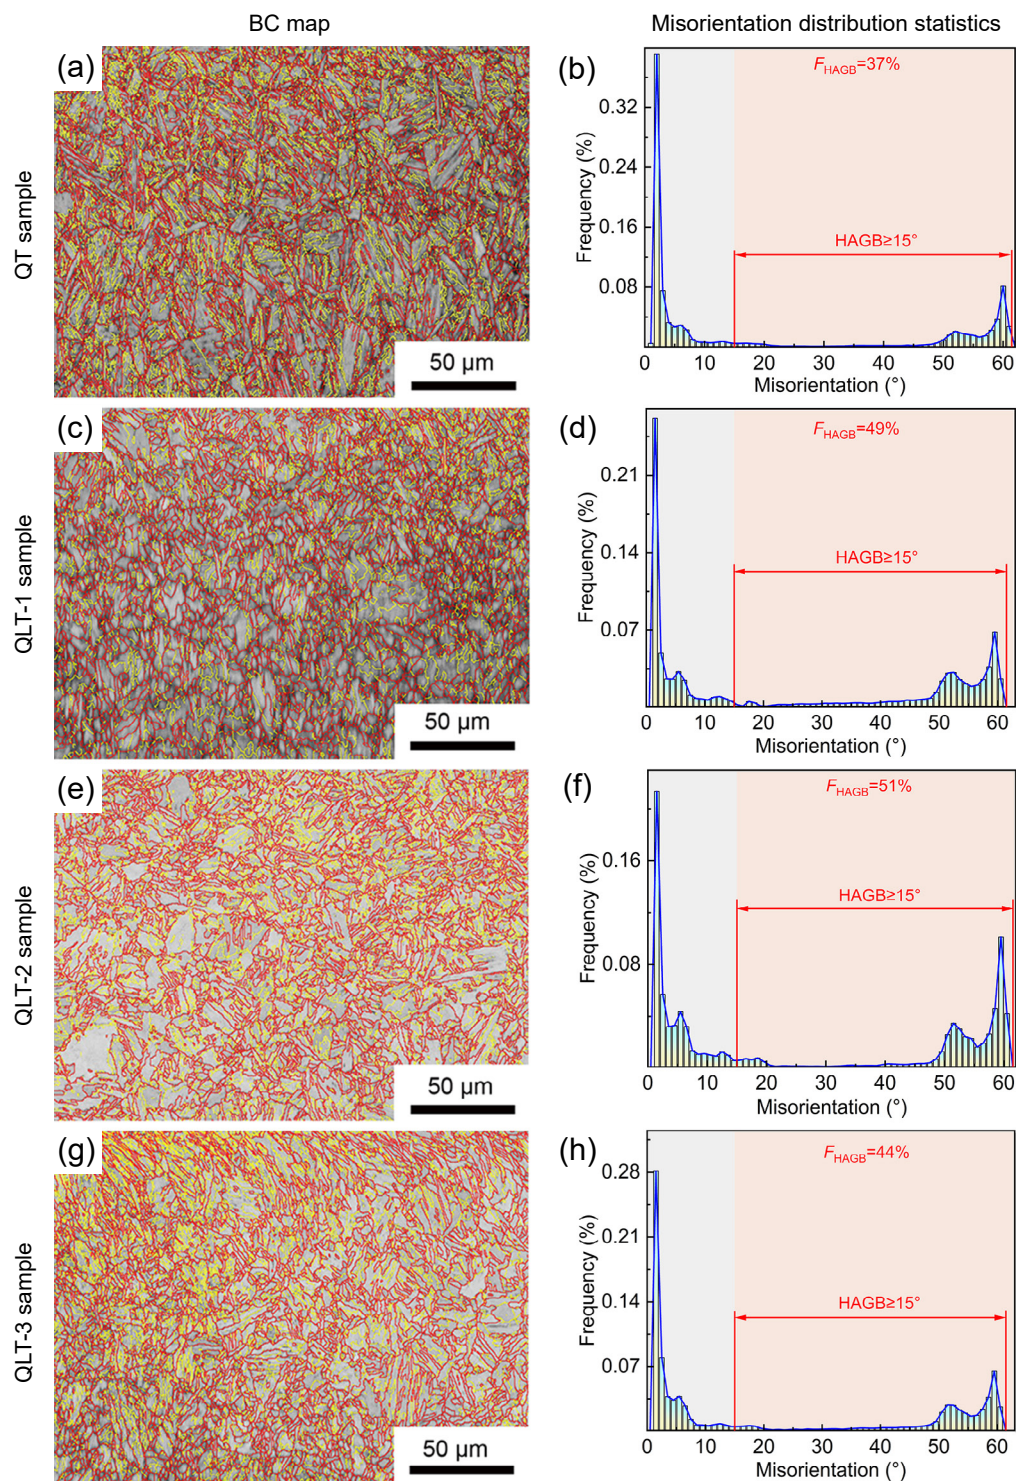 BC map
Misorientation distribution statistics
QT sample
(a)
50 µm
(b)
F_HAGB=37%
HAGB≥15°
Frequency (%)
0.32
0.24
0.16
0.08
0 10 20 30 40 50 60
Misorientation (°)
QLT-1 sample
(c)
50 µm
(d)
F_HAGB=49%
HAGB≥15°
Frequency (%)
0.21
0.14
0.07
0 10 20 30 40 50 60
Misorientation (°)
QLT-2 sample
(e)
50 µm
(f)
F_HAGB=51%
HAGB≥15°
Frequency (%)
0.16
0.08
0 10 20 30 40 50 60
Misorientation (°)
QLT-3 sample
(g)
50 µm
(h)
F_HAGB=44%
HAGB≥15°
Frequency (%)
0.28
0.21
0.14
0.07
0 10 20 30 40 50 60
Misorientation (°)